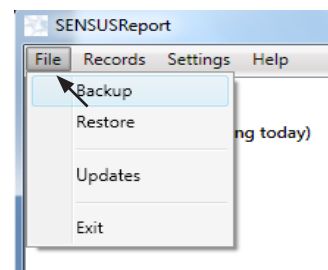 SENSUSReport
File Records Settings Help
Backup
Restore
ng today)
Updates
Exit